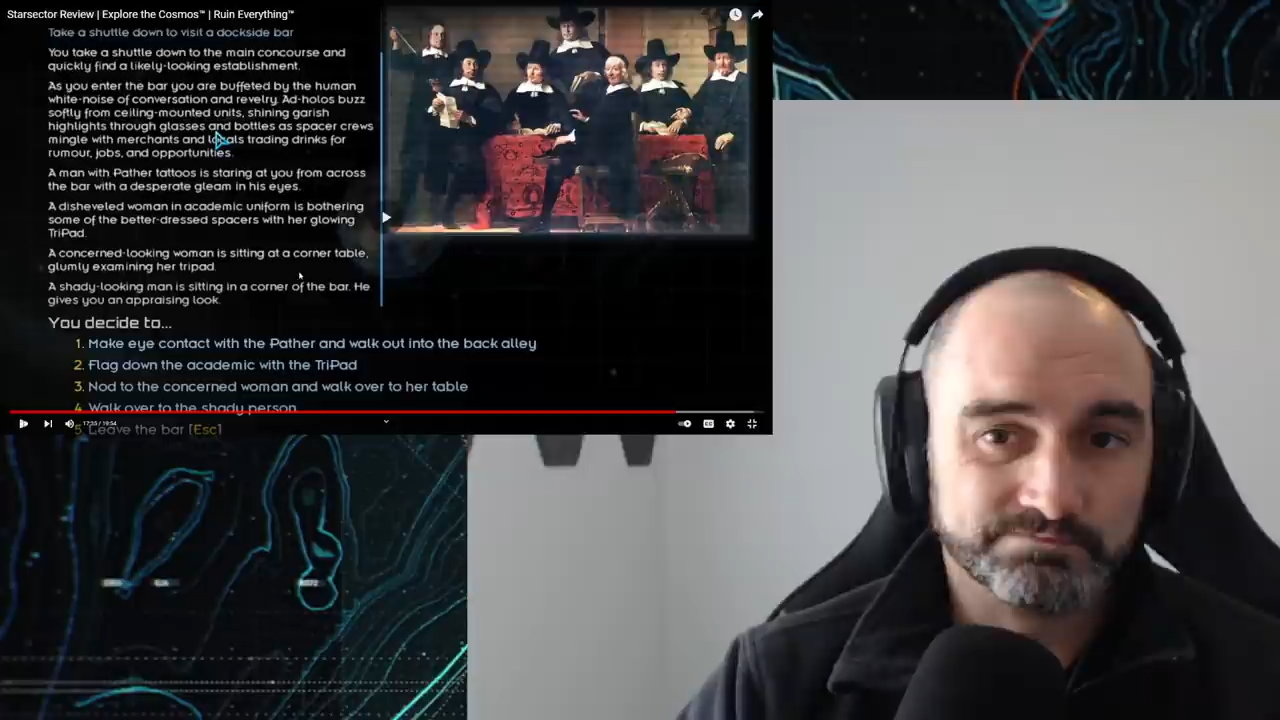 Starsector Review | Explore the Cosmos™ | Ruin Everything™
Take a shuttle down to visit a dockside bar
You take a shuttle down to the main concourse and
quickly find a likely-looking establishment.
As you enter the bar you are buffeted by the human
white-noise of conversation and revelry. Ad-holos buzz
softly from ceiling-mounted units, shining garish
highlights through glasses and bottles as spacer crews
mingle with merchants and locals trading drinks for
rumour, jobs, and opportunities.
A man with Pather tattoos is staring at you from across
the bar with a desperate gleam in his eyes.
A disheveled woman in academic uniform is bothering
some of the better-dressed spacers with her glowing
TriPad.
A concerned-looking woman is sitting at a corner table,
glumly examining her tripad.
A shady-looking man is sitting in a corner of the bar. He
gives you an appraising look.
You decide to...
1. Make eye contact with the Pather and walk out into the back alley
2. Flag down the academic with the TriPad
3. Nod to the concerned woman and walk over to her table
4. Walk over to the shady person
5. Leave the bar [Esc]